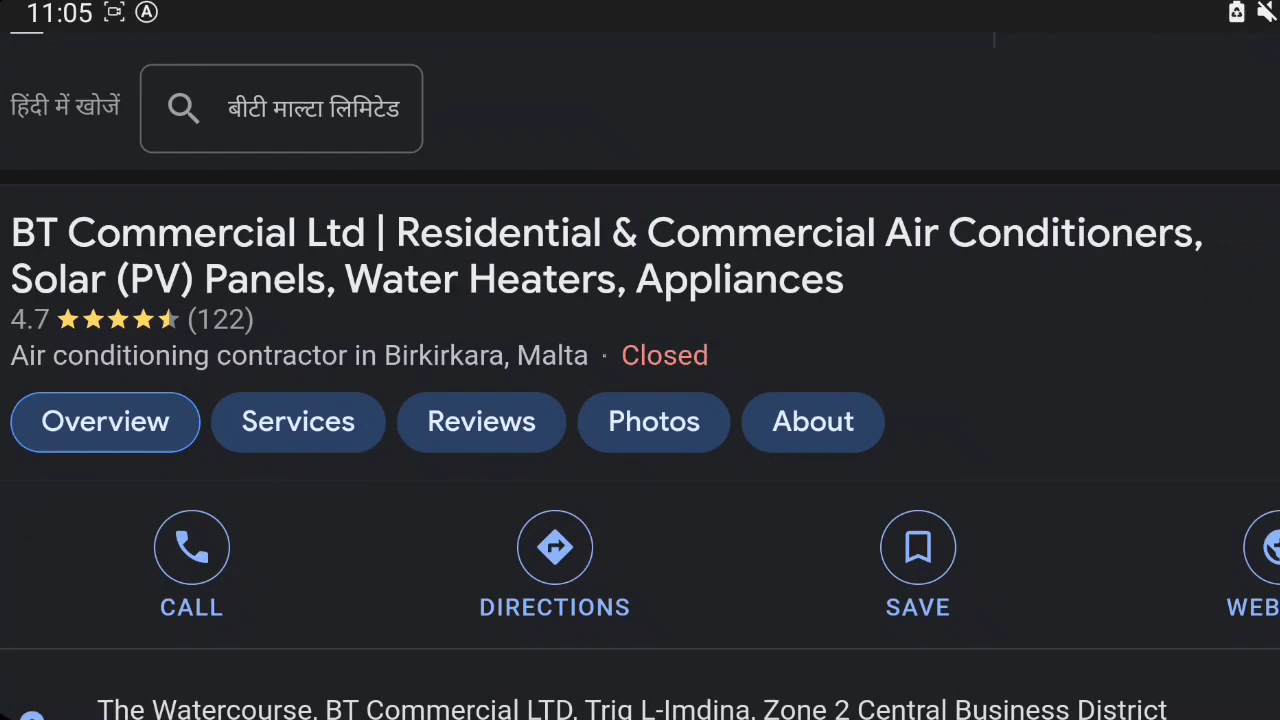 11:05
हिंदी में खोजें
बीटी माल्टा लिमिटेड
BT Commercial Ltd | Residential & Commercial Air Conditioners,
Solar (PV) Panels, Water Heaters, Appliances
4.7 (122)
Air conditioning contractor in Birkirkara, Malta · Closed
Overview Services Reviews Photos About
CALL DIRECTIONS SAVE WEB
The Watercourse, BT Commercial LTD, Triq L-Imdina, Zone 2 Central Business District